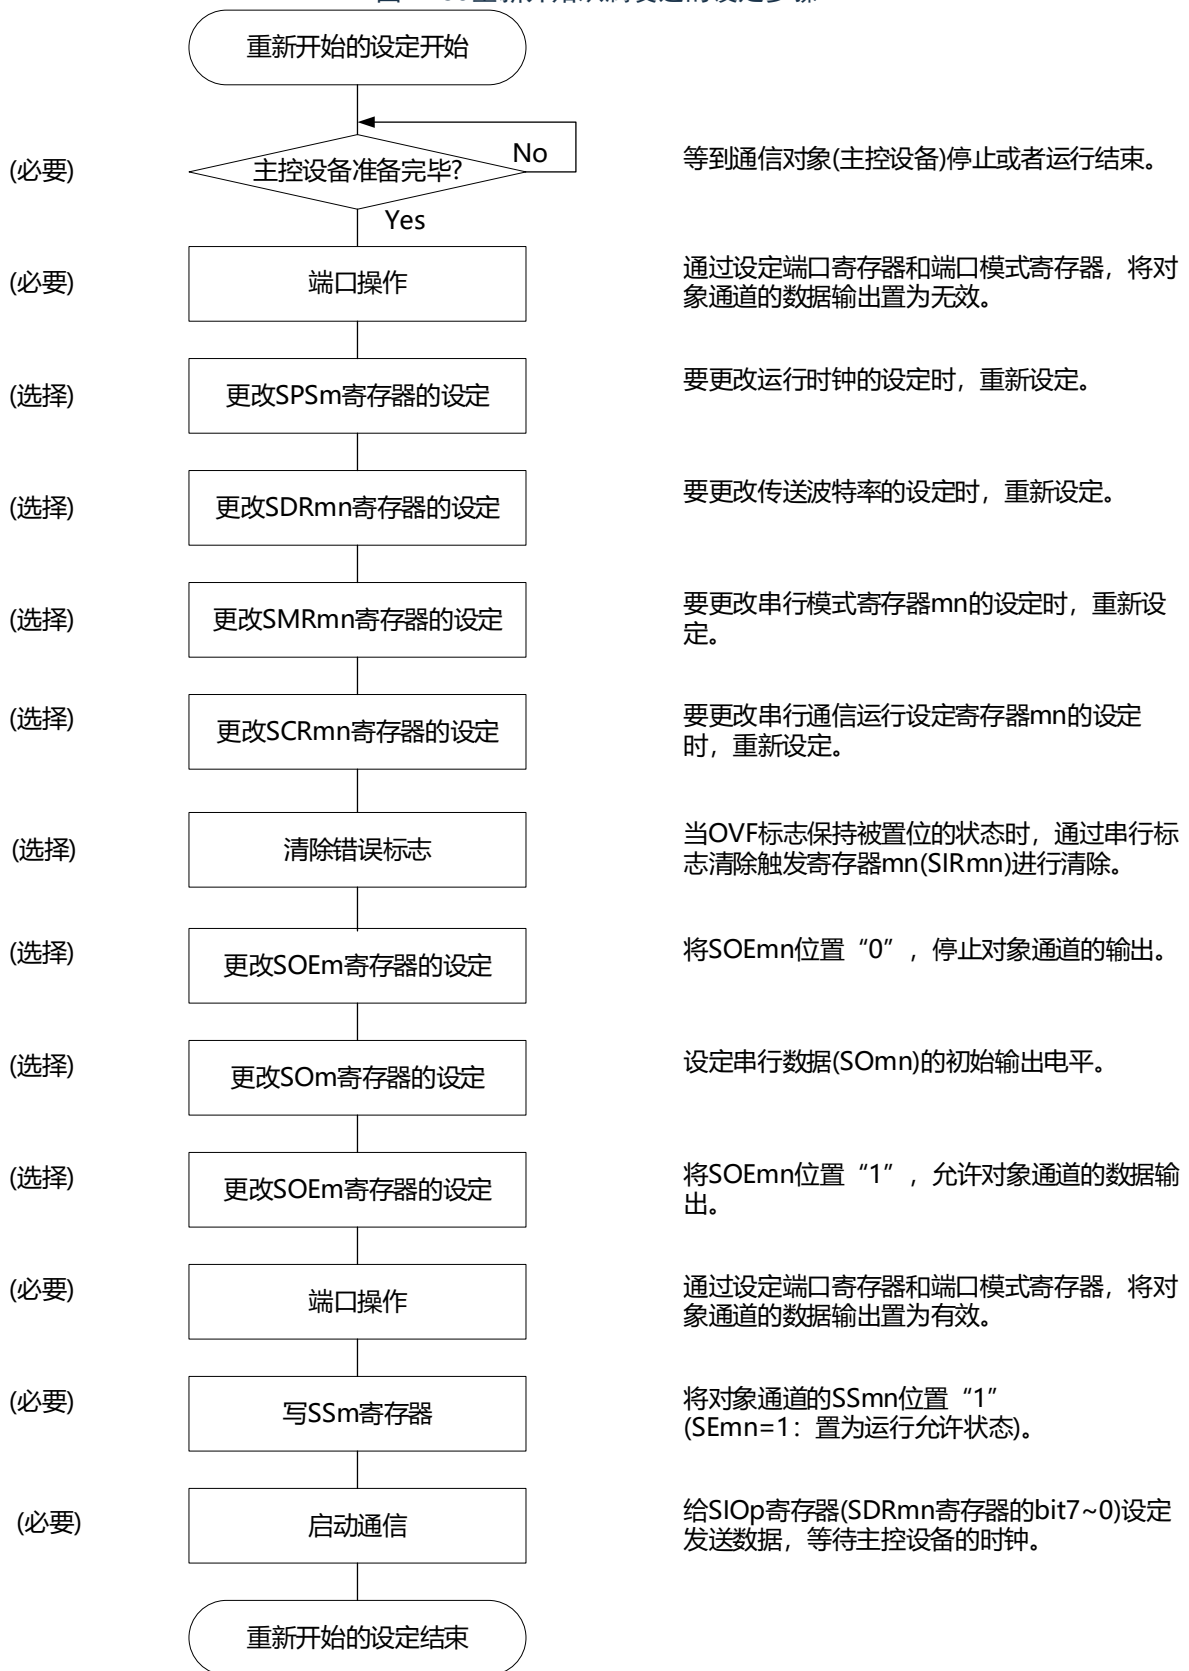 重新开始的设定开始
No
(必要)
主控设备准备完毕?
等到通信对象(主控设备)停止或者运行结束。
Yes
(必要)
端口操作
通过设定端口寄存器和端口模式寄存器，将对
象通道的数据输出置为无效。
(选择)
更改SPSm寄存器的设定
要更改运行时钟的设定时，重新设定。
(选择)
更改SDRmn寄存器的设定
要更改传送波特率的设定时，重新设定。
(选择)
更改SMRmn寄存器的设定
要更改串行模式寄存器mn的设定时，重新设
定。
(选择)
更改SCRmn寄存器的设定
要更改串行通信运行设定寄存器mn的设定
时，重新设定。
(选择)
清除错误标志
当OVF标志保持被置位的状态时，通过串行标
志清除触发寄存器mn(SIRmn)进行清除。
(选择)
更改SOEm寄存器的设定
将SOEmn位置“0”，停止对象通道的输出。
(选择)
更改SOm寄存器的设定
设定串行数据(SOmn)的初始输出电平。
(选择)
更改SOEm寄存器的设定
将SOEmn位置“1”，允许对象通道的数据输
出。
(必要)
端口操作
通过设定端口寄存器和端口模式寄存器，将对
象通道的数据输出置为有效。
(必要)
写SSm寄存器
将对象通道的SSmn位置“1”
(SEmn=1：置为运行允许状态)。
(必要)
启动通信
给SIOp寄存器(SDRmn寄存器的bit7~0)设定
发送数据，等待主控设备的时钟。
重新开始的设定结束